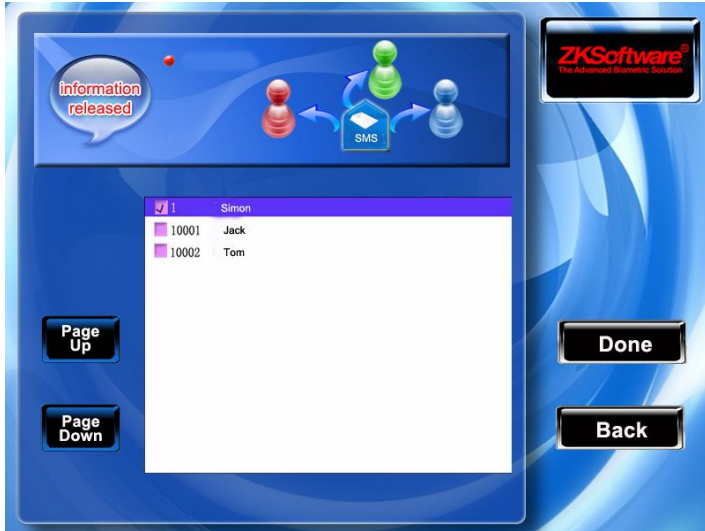 information
released
SMS
ZKSoftware®
The Advanced Biometric Solution
1 Simon
10001 Jack
10002 Tom
Page
Up
Page
Down
Done
Back